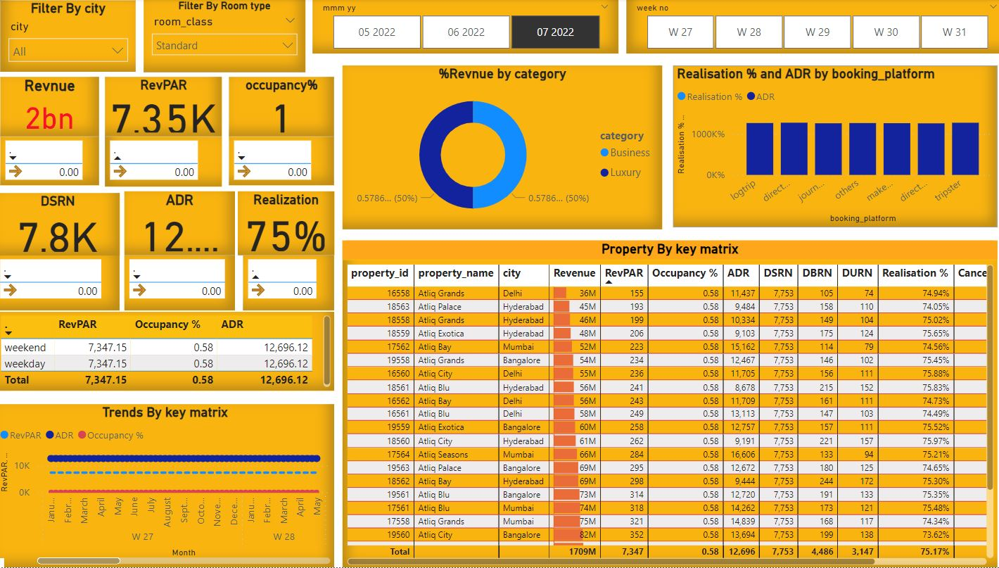 Filter By city
city
All
Filter By Room type
room_class
Standard
mmm yy
05 2022
06 2022
07 2022
week no
W 27
W 28
W 29
W 30
W 31
Revnue
2bn
0.00
RevPAR
7.35K
0.00
occupancy%
1
0.00
DSRN
7.8K
0.00
ADR
12....
0.00
Realization
75%
0.00
RevPAR Occupancy % ADR
weekend 7,347.15 0.58 12,696.12
weekday 7,347.15 0.58 12,696.12
Total 7,347.15 0.58 12,696.12
Trends By key matrix
RevPAR ADR Occupancy %
RevPAR, ...
10K
0K
Janu... Febr... March April May June July August Sept... Octo... Nove... Dece... Janu... Febr... March April May
W 27 W 28
Month
%Revnue by category
category
Business
Luxury
0.5786... (50%)
0.5786... (50%)
Realisation % and ADR by booking_platform
Realisation % ADR
Realisation % ...
1000K%
0K%
logtrip direct... journ... others make... direct... tripster
booking_platform
Property By key matrix
property_id property_name city Revenue RevPAR Occupancy % ADR DSRN DBRN DURN Realisation % Cance
16558 Atliq Grands Delhi 36M 155 0.58 11,437 7,753 105 74 74.94%
18563 Atliq Palace Hyderabad 45M 193 0.58 9,484 7,753 158 110 74.05%
18558 Atliq Grands Hyderabad 46M 199 0.58 10,334 7,753 149 104 75.02%
18559 Atliq Exotica Hyderabad 48M 206 0.58 9,103 7,753 175 124 75.65%
17562 Atliq Bay Mumbai 52M 223 0.58 15,162 7,753 114 79 74.56%
19558 Atliq Grands Bangalore 54M 234 0.58 12,467 7,753 146 102 75.45%
16560 Atliq City Delhi 55M 236 0.58 11,705 7,753 156 111 75.88%
18561 Atliq Blu Hyderabad 56M 241 0.58 8,678 7,753 215 152 75.83%
16562 Atliq Bay Delhi 56M 243 0.58 11,709 7,753 161 111 74.73%
16561 Atliq Blu Delhi 58M 249 0.58 13,113 7,753 147 103 74.49%
19559 Atliq Exotica Bangalore 60M 258 0.58 12,757 7,753 157 111 75.52%
18560 Atliq City Hyderabad 61M 262 0.58 9,191 7,753 221 157 75.97%
17564 Atliq Seasons Mumbai 66M 284 0.58 16,606 7,753 133 94 75.21%
19563 Atliq Palace Bangalore 69M 295 0.58 12,672 7,753 180 125 74.65%
18562 Atliq Bay Hyderabad 69M 298 0.58 9,444 7,753 244 172 75.30%
19561 Atliq Blu Bangalore 73M 314 0.58 12,720 7,753 191 133 75.35%
17561 Atliq Blu Mumbai 74M 318 0.58 14,262 7,753 173 121 75.48%
17558 Atliq Grands Mumbai 75M 321 0.58 14,839 7,753 168 117 74.34%
19560 Atliq City Bangalore 82M 352 0.58 13,694 7,753 199 138 73.62%
Total 1709M 7,347 0.58 12,696 7,753 4,486 3,147 75.17%